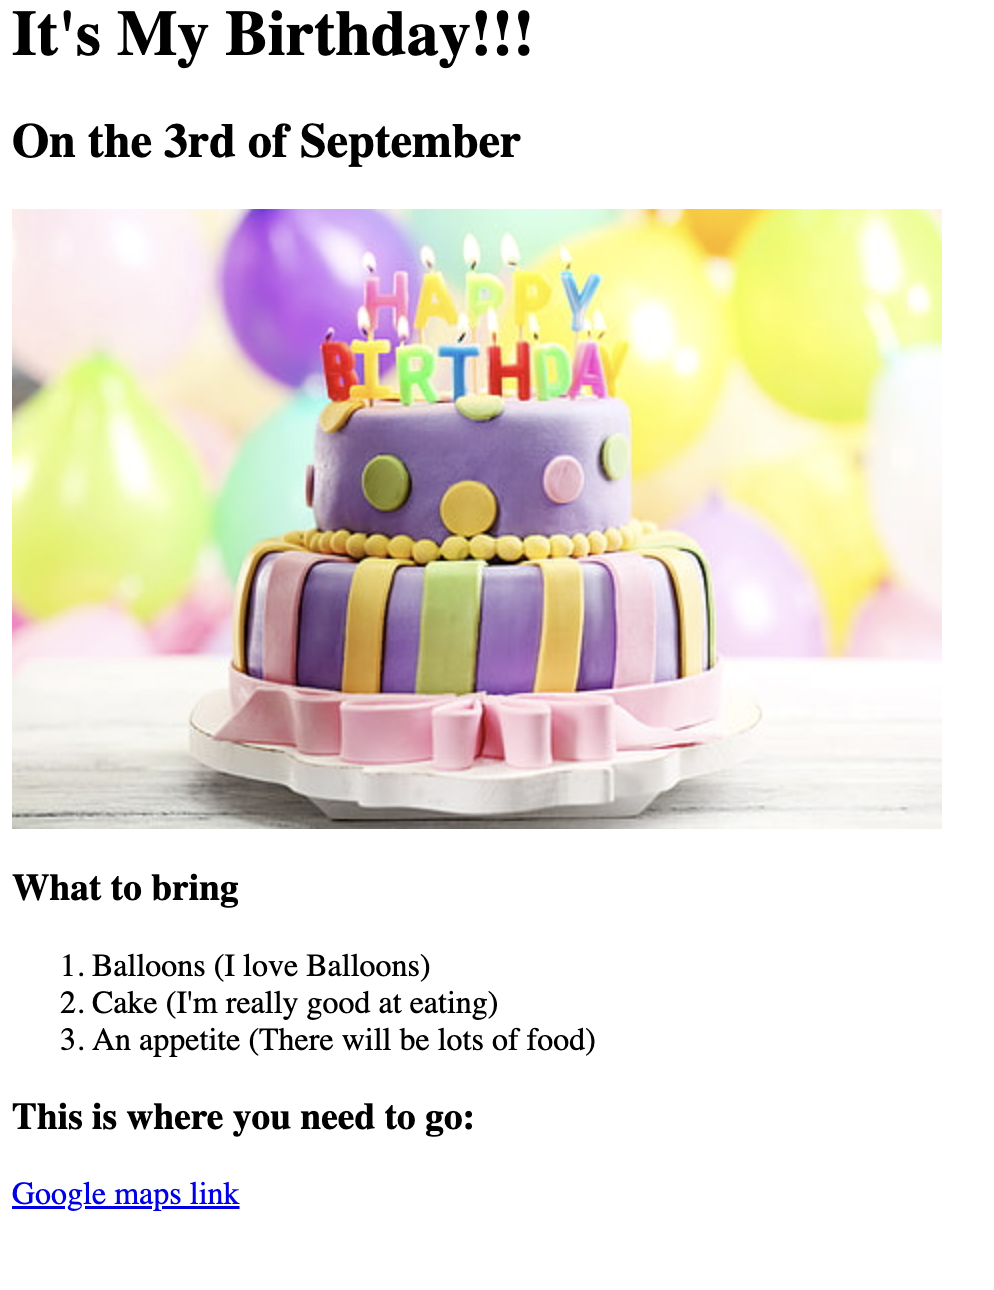 It's My Birthday!!!
On the 3rd of September
HAPPY
BIRTHDAY
What to bring
1. Balloons (I love Balloons)
2. Cake (I'm really good at eating)
3. An appetite (There will be lots of food)
This is where you need to go:
Google maps link